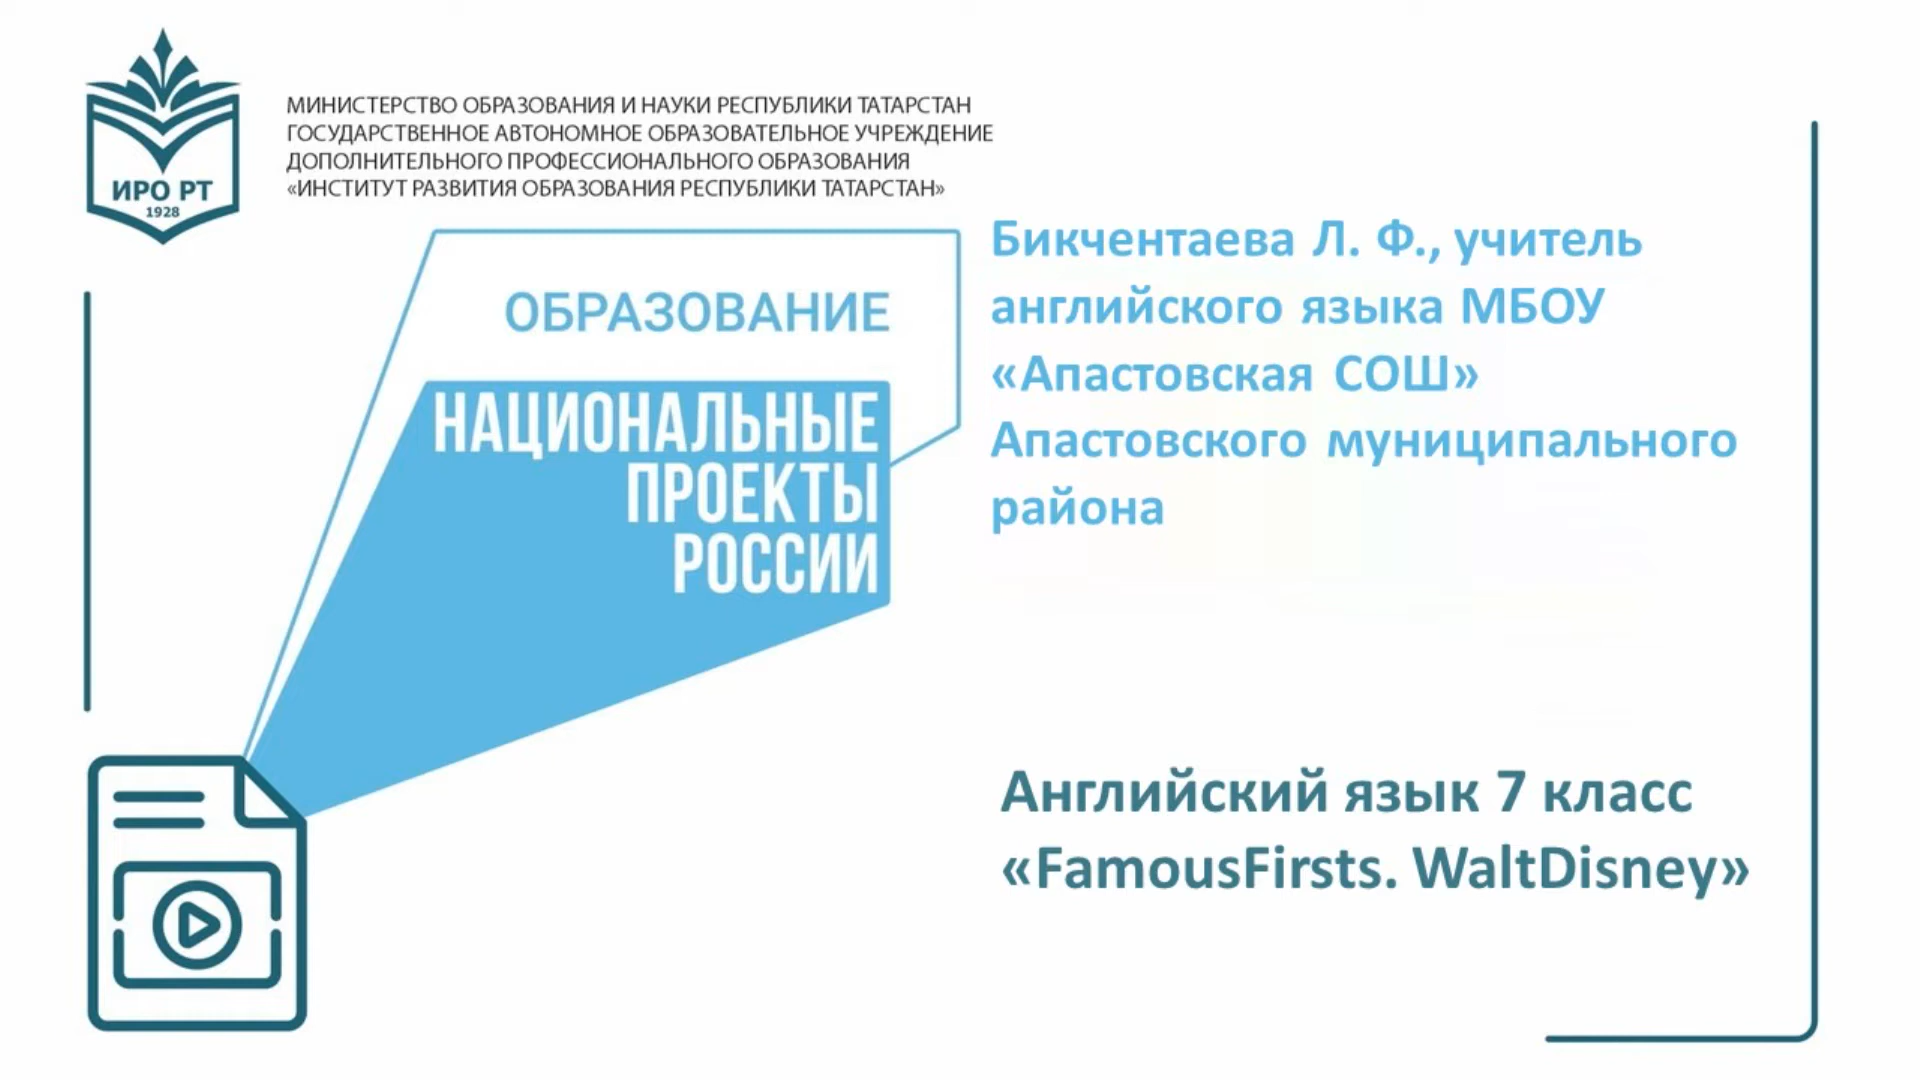 МИНИСТЕРСТВО ОБРАЗОВАНИЯ И НАУКИ РЕСПУБЛИКИ ТАТАРСТАН
ГОСУДАРСТВЕННОЕ АВТОНОМНОЕ ОБРАЗОВАТЕЛЬНОЕ УЧРЕЖДЕНИЕ
ДОПОЛНИТЕЛЬНОГО ПРОФЕССИОНАЛЬНОГО ОБРАЗОВАНИЯ
«ИНСТИТУТ РАЗВИТИЯ ОБРАЗОВАНИЯ РЕСПУБЛИКИ ТАТАРСТАН»
ИРО РТ
1928
ОБРАЗОВАНИЕ
НАЦИОНАЛЬНЫЕ
ПРОЕКТЫ
РОССИИ
Бикчентаева Л. Ф., учитель
английского языка МБОУ
«Апастовская СОШ»
Апастовского муниципального
района
Английский язык 7 класс
«FamousFirsts. WaltDisney»